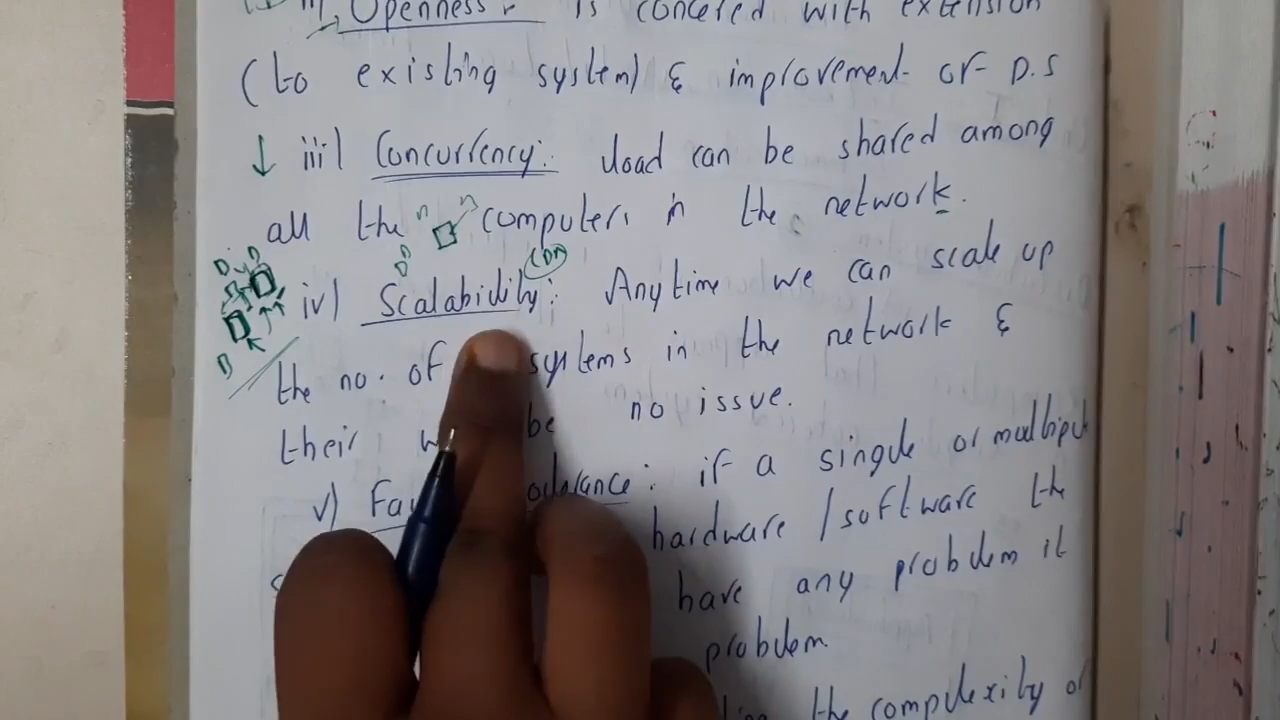 ii) Openness: is concered with extension
(to existing system) & improvement of D.S
↓ iii) Concurrency: load can be shared among
all the computers in the network.
iv) Scalability: Anytime we can scale up
the no. of systems in the network &
their be no issue.
v) if a single or multiple
hardware /software the
have any problem it
problem
the complexity of